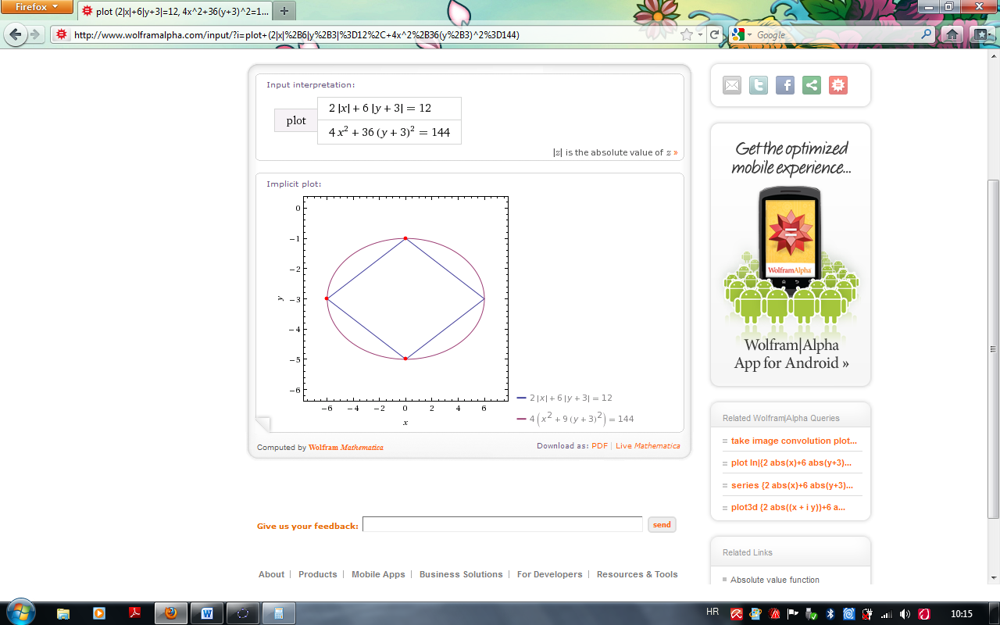 Firefox
plot (2|x|+6|y+3|=12, 4x^2+36(y+3)^2=1...
http://www.wolframalpha.com/input/?i=plot+(2|x|%2B6|y%2B3|%3D12%2C+4x^2%2B36(y%2B3)^2%3D144)
Google
Input interpretation:
plot
2 |x| + 6 |y + 3| = 12
4 x² + 36 (y + 3)² = 144
|z| is the absolute value of z »
Implicit plot:
0
−1
−2
y
−3
−4
−5
−6
−6 −4 −2 0 2 4 6
x
2 |x| + 6 |y + 3| = 12
4 (x² + 9 (y + 3)²) = 144
Computed by Wolfram Mathematica
Download as: PDF | Live Mathematica
Give us your feedback:
send
About | Products | Mobile Apps | Business Solutions | For Developers | Resources & Tools
Get the optimized
mobile experience...
WolframAlpha
Wolfram|Alpha
App for Android »
Related Wolfram|Alpha Queries
= take image convolution plot...
= plot ln|{2 abs(x)+6 abs(y+3)...
= series {2 abs(x)+6 abs(y+3)...
= plot3d {2 abs((x + i y))+6 a...
Related Links
Absolute value function
HR
10:15